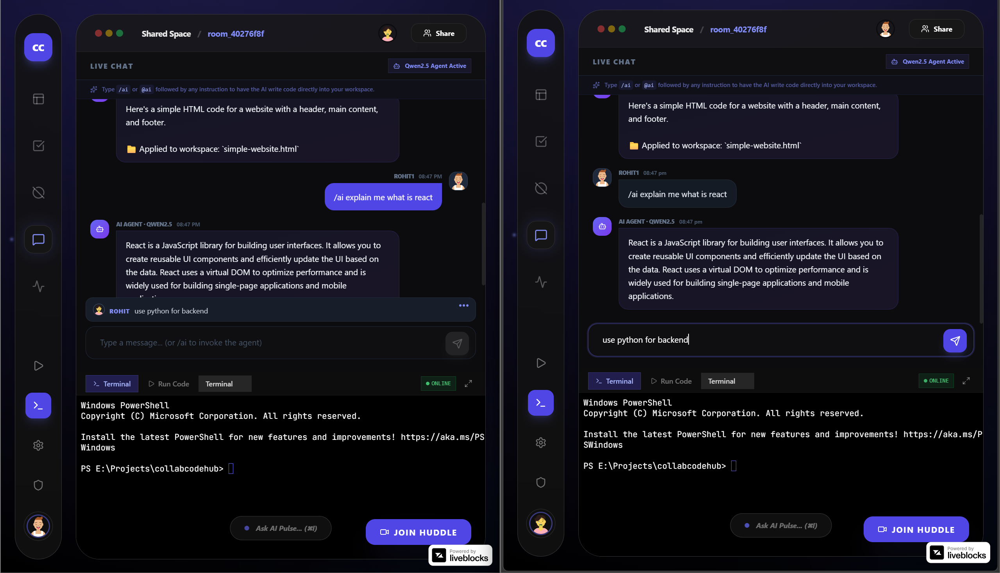 CC
Shared Space / room_40276f8f
Share
LIVE CHAT
Qwen2.5 Agent Active
Type /ai or @ai followed by any instruction to have the AI write code directly into your workspace.
Here's a simple HTML code for a website with a header, main content,
and footer.
Applied to workspace: `simple-website.html`
ROHIT1 08:47 PM
/ai explain me what is react
AI AGENT · QWEN2.5 08:47 PM
React is a JavaScript library for building user interfaces. It allows you to
create reusable UI components and efficiently update the UI based on
the data. React uses a virtual DOM to optimize performance and is
widely used for building single-page applications and mobile
ROHIT use python for backend
Type a message... (or /ai to invoke the agent)
Terminal
Run Code
Terminal
ONLINE
Windows PowerShell
Copyright (C) Microsoft Corporation. All rights reserved.
Install the latest PowerShell for new features and improvements! https://aka.ms/PS
Windows
PS E:\Projects\collabcodehub>
Ask AI Pulse... (⌘I)
JOIN HUDDLE
Powered by
liveblocks
CC
Shared Space / room_40276f8f
Share
LIVE CHAT
Qwen2.5 Agent Active
Type /ai or @ai followed by any instruction to have the AI write code directly into your workspace.
Here's a simple HTML code for a website with a header, main content,
and footer.
Applied to workspace: `simple-website.html`
ROHIT1 08:47 pm
/ai explain me what is react
AI AGENT · QWEN2.5 08:47 pm
React is a JavaScript library for building user interfaces. It allows you to
create reusable UI components and efficiently update the UI based on
the data. React uses a virtual DOM to optimize performance and is
widely used for building single-page applications and mobile
applications.
use python for backend
Terminal
Run Code
Terminal
ONLINE
Windows PowerShell
Copyright (C) Microsoft Corporation. All rights reserved.
Install the latest PowerShell for new features and improvements! https://aka.ms/P
SWindows
PS E:\Projects\collabcodehub>
Ask AI Pulse... (⌘I)
JOIN HUDDLE
Powered by
liveblocks